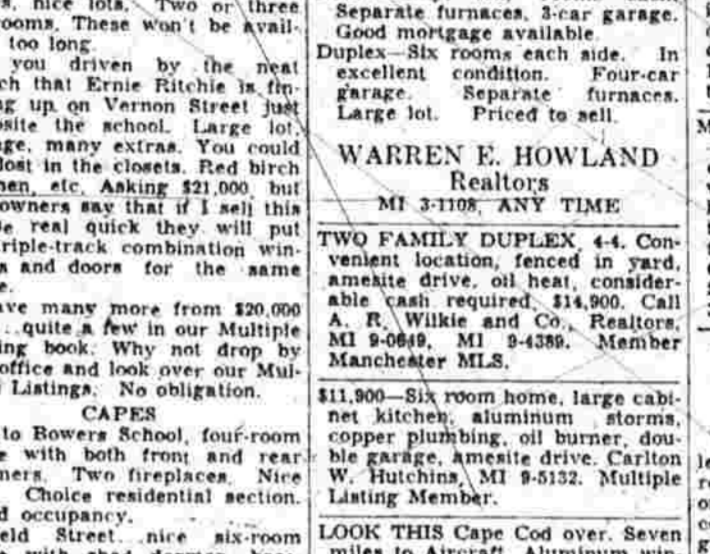 s, nice lots. Two or three
ooms. These won't be avail-
too long.
you driven by the neat
ch that Ernie Ritchie is fin-
ng up on Vernon Street just
osite the school. Large lot,
age, many extras. You could
lost in the closets. Red birch
hen, etc. Asking $21,000 but
owners say that if I sell this
e real quick they will put
riple-track combination win-
s and doors for the same
e.
ave many more from $20,000
...quite a few in our Multiple
ing book. Why not drop by
office and look over our Mul-
Listings. No obligation.
CAPES
to Bowers School, four-room
e with both front and rear
ners. Two fireplaces. Nice
Choice residential section.
d occupancy.
eld Street...nice six-room
Separate furnaces, 3-car garage.
Good mortgage available.
Duplex—Six rooms each side. In
excellent condition. Four-car
garage. Separate furnaces.
Large lot. Priced to sell.
WARREN E. HOWLAND
Realtors
MI 3-1108, ANY TIME
TWO FAMILY DUPLEX, 4-4. Con-
venient location, fenced in yard,
amesite drive, oil heat, consider-
able cash required, $14,900. Call
A. R. Wilkie and Co., Realtors,
MI 9-0649, MI 9-4389. Member
Manchester MLS.
$11,900—Six room home, large cabi-
net kitchen, aluminum storms,
copper plumbing, oil burner, dou-
ble garage, amesite drive. Carlton
W. Hutchins, MI 9-5132. Multiple
Listing Member.
LOOK THIS Cape Cod over. Seven
miles to Aircraft. Aluminum win-